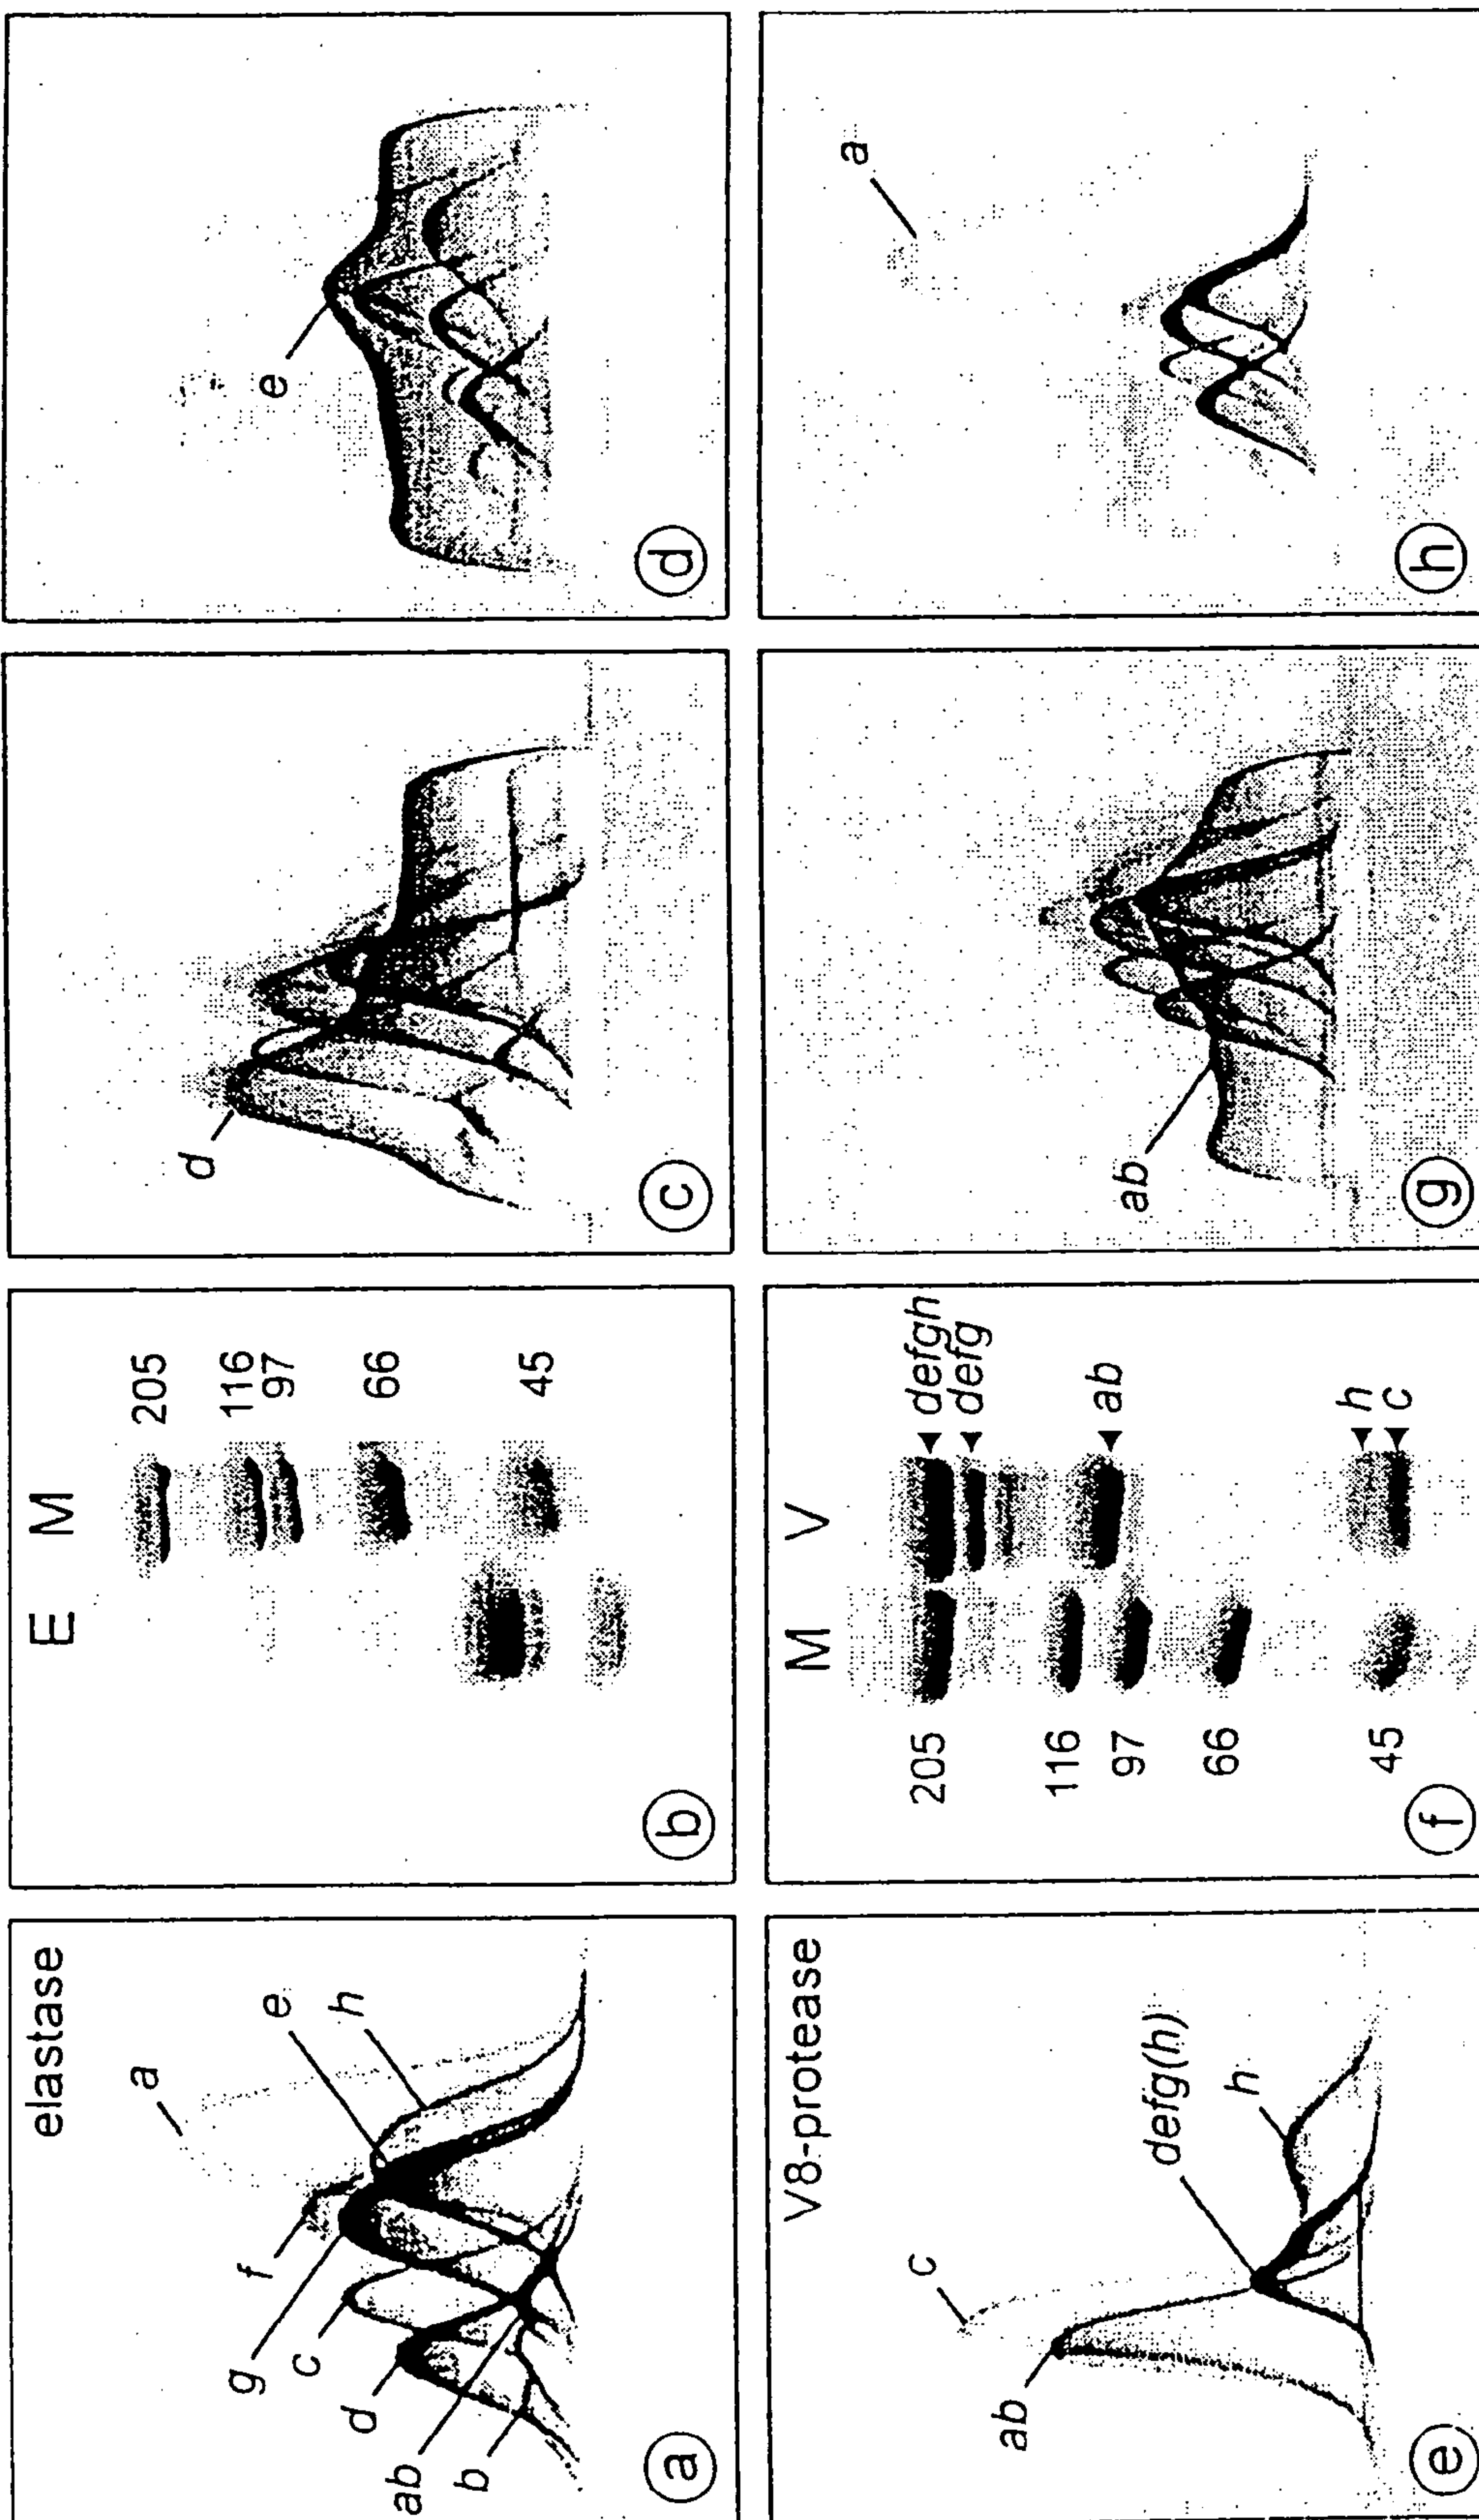 elastase
a
e
h
f
g
c
d
ab
b
(a)
E M
205
116
97
66
45
(b)
d
(c)
e
(d)
V8-protease
c
defg(h)
h
ab
(e)
M V
205
116
97
66
45
defgh
defg
ab
h
c
(f)
ab
(g)
a
(h)